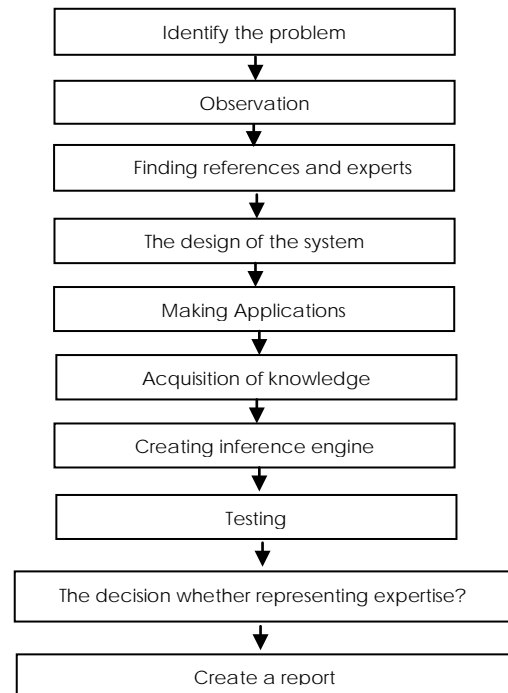 Identify the problem
Observation
Finding references and experts
The design of the system
Making Applications
Acquisition of knowledge
Creating inference engine
Testing
The decision whether representing expertise?
Create a report